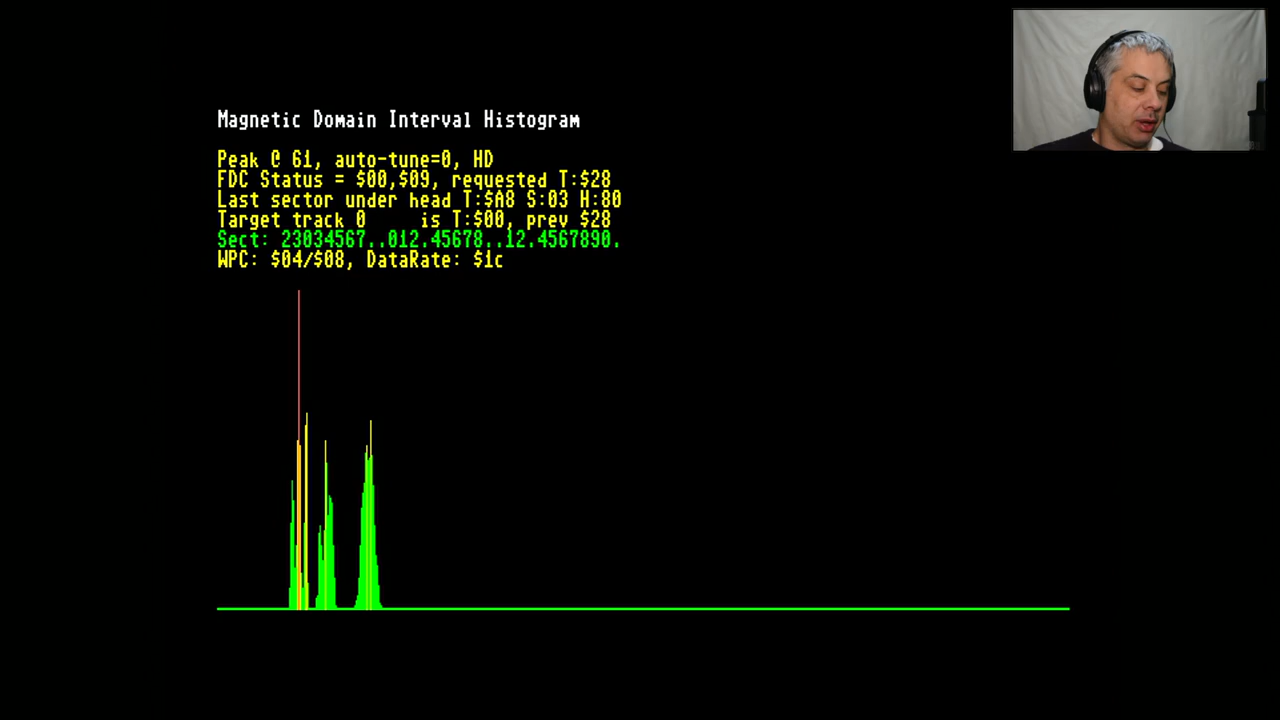 Magnetic Domain Interval Histogram
Peak @ 61, auto-tune=0, HD
FDC Status = $00,$09, requested T:$28
Last sector under head T:$A8 S:03 H:80
Target track 0     is T:$00, prev $28
Sect: 23034567..012.45678..12.4567890.
WPC: $04/$08, DataRate: $1c